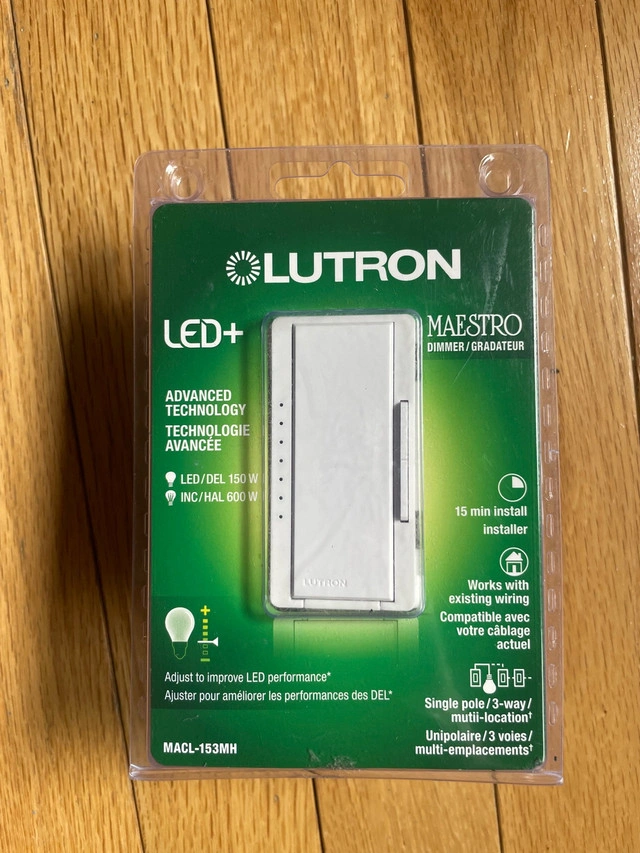 LUTRON
LED+
MAESTRO
DIMMER/GRADATEUR
ADVANCED
TECHNOLOGY
TECHNOLOGIE
AVANCÉE
LED/DEL 150 W
INC/HAL 600 W
LUTRON
15 min install
installer
Works with
existing wiring
Compatible avec
votre câblage
actuel
+
-
Adjust to improve LED performance*
Ajuster pour améliorer les performances des DEL*
Single pole/3-way/
mutii-location†
Unipolaire/3 voies/
multi-emplacements†
MACL-153MH